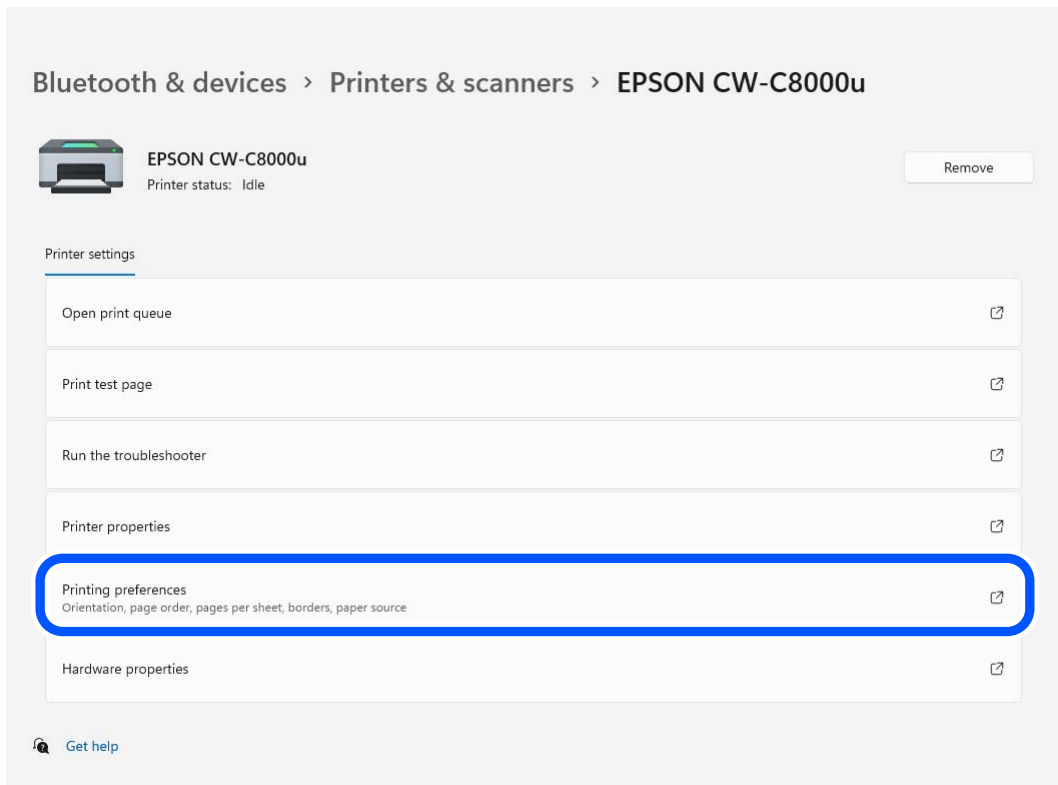 Bluetooth & devices > Printers & scanners > EPSON CW-C8000u
EPSON CW-C8000u
Printer status: Idle
Remove
Printer settings
Open print queue
Print test page
Run the troubleshooter
Printer properties
Printing preferences
Orientation, page order, pages per sheet, borders, paper source
Hardware properties
Get help